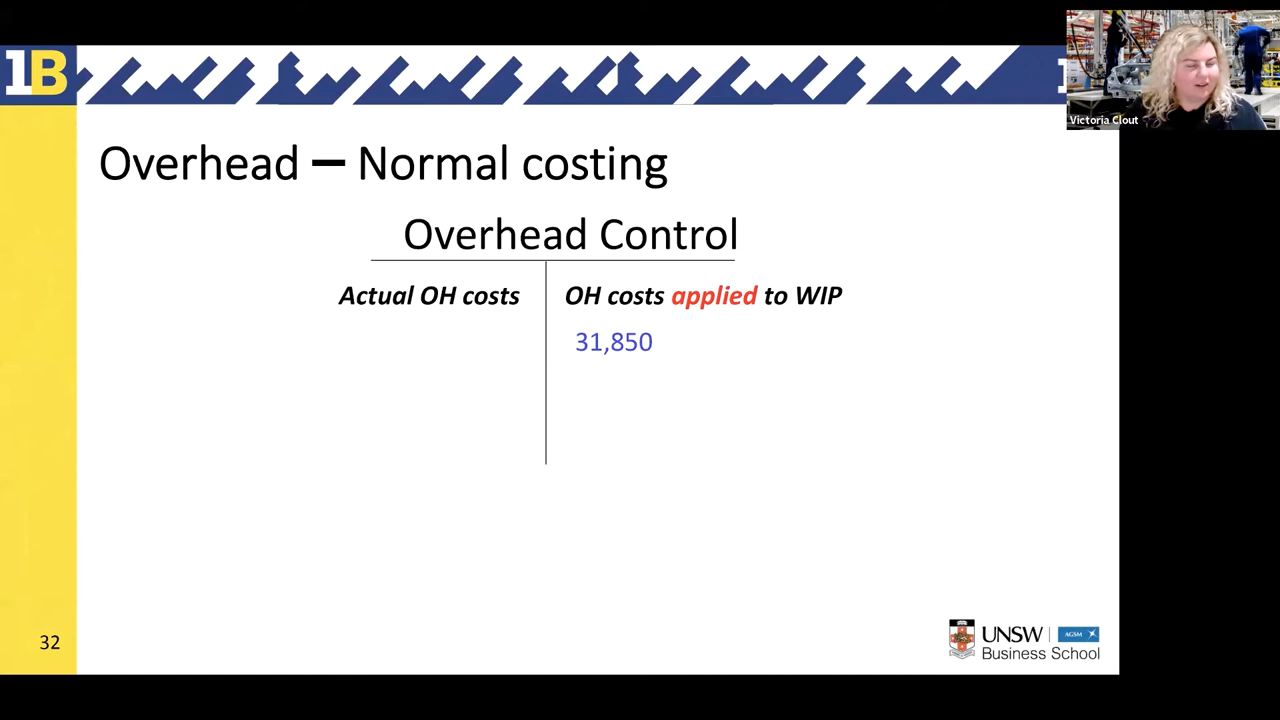 1B
Victoria Clout
Overhead – Normal costing
Overhead Control
Actual OH costs
OH costs applied to WIP
31,850
32
UNSW
AGSM
Business School